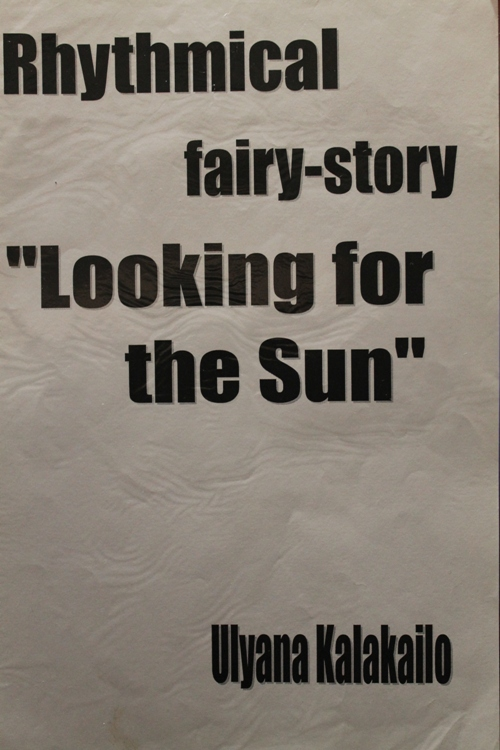 Rhythmical
fairy-story
"Looking for
the Sun"
Ulyana Kalakailo